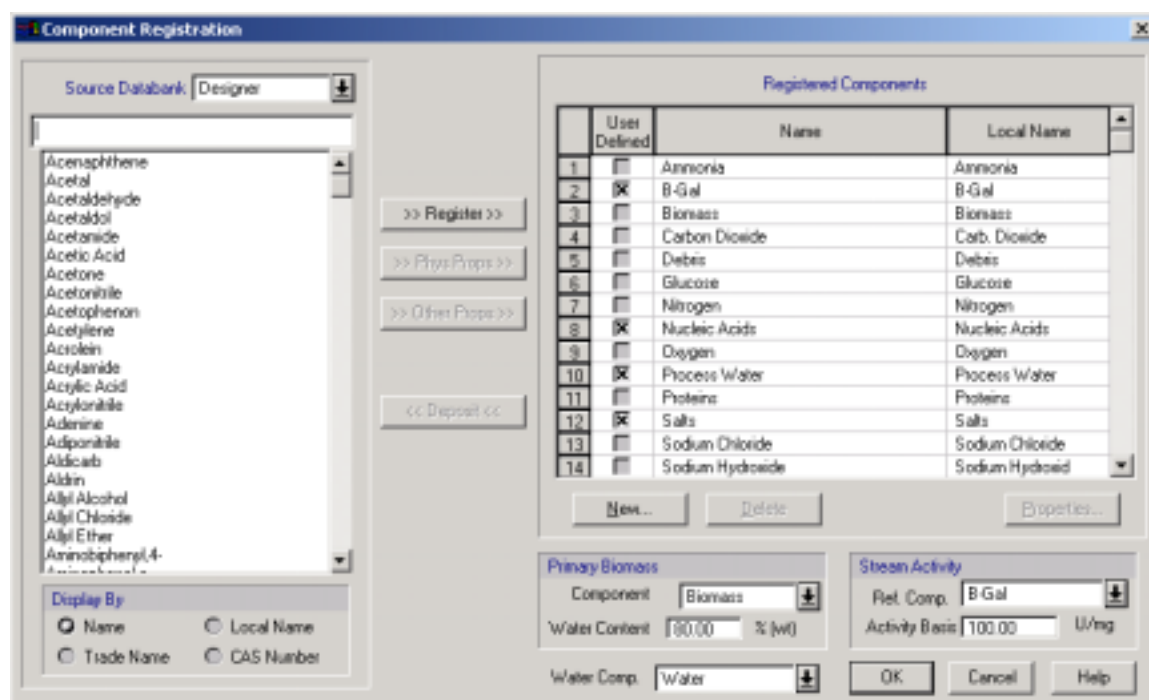 Component Registration
Source Databank Designer
Acenaphthene
Acetal
Acetaldehyde
Acetaldol
Acetamide
Acetic Acid
Acetone
Acetonitrile
Acetophenon
Acetylene
Acrolein
Acrylamide
Acrylic Acid
Acrylonitrile
Adenine
Adiponitrile
Aldicarb
Aldrin
Allyl Alcohol
Allyl Chloride
Allyl Ether
Aminobiphenyl,4-
Display By
Name Local Name
Trade Name CAS Number
>> Register >>
>> Phys Props >>
>> Other Props >>
<< Deposit <<
Registered Components
User Defined Name Local Name
1 Ammonia Ammonia
2 B-Gal B-Gal
3 Biomass Biomass
4 Carbon Dioxide Carb. Dioxide
5 Debris Debris
6 Glucose Glucose
7 Nitrogen Nitrogen
8 Nucleic Acids Nucleic Acids
9 Oxygen Oxygen
10 Process Water Process Water
11 Proteins Proteins
12 Salts Salts
13 Sodium Chloride Sodium Chloride
14 Sodium Hydroxide Sodium Hydroxid
New... Delete Properties...
Primary Biomass
Component Biomass
Water Content 80.00 % (wt)
Stream Activity
Ref. Comp. B-Gal
Activity Basis 100.00 U/mg
Water Comp. Water
OK Cancel Help